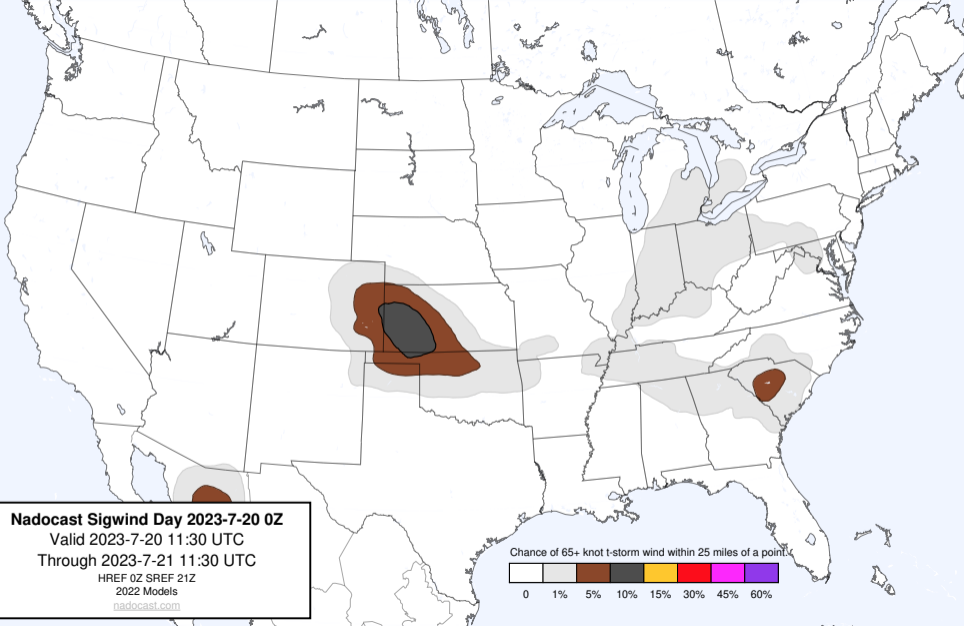 Nadocast Sigwind Day 2023-7-20 0Z
Valid 2023-7-20 11:30 UTC
Through 2023-7-21 11:30 UTC
HREF 0Z SREF 21Z
2022 Models
nadocast.com
Chance of 65+ knot t-storm wind within 25 miles of a point.
0 1% 5% 10% 15% 30% 45% 60%